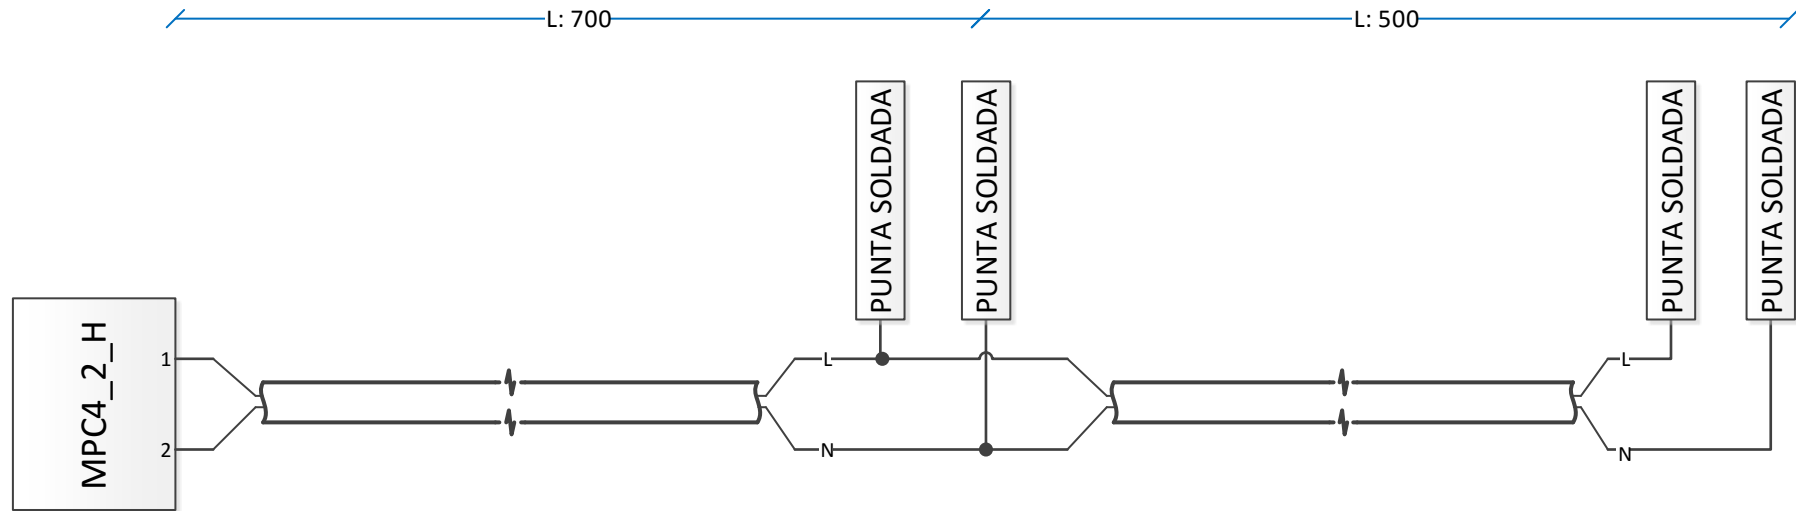 L: 700
L: 500
PUNTA SOLDADA
PUNTA SOLDADA
PUNTA SOLDADA
PUNTA SOLDADA
MPC4_2_H
1
2
L
N
L
N